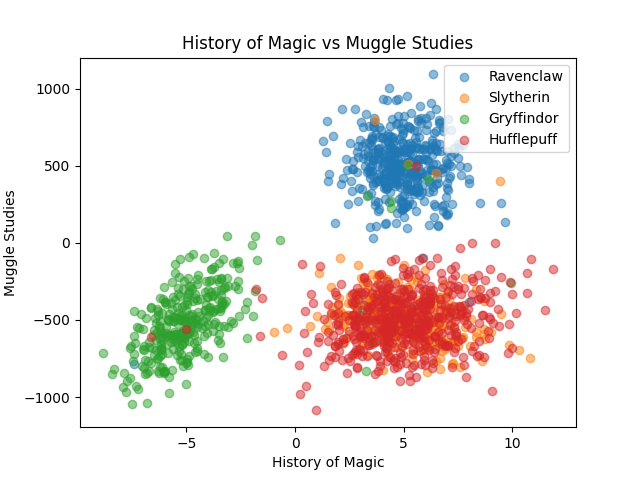 History of Magic vs Muggle Studies
Ravenclaw
Slytherin
Gryffindor
Hufflepuff
1000
500
0
−500
−1000
Muggle Studies
−5
0
5
10
History of Magic